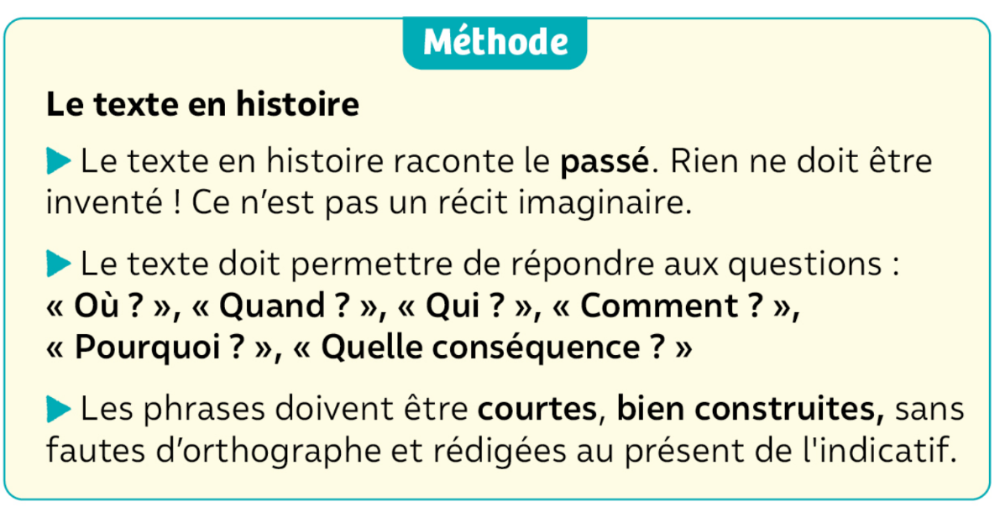 Méthode
Le texte en histoire
▶ Le texte en histoire raconte le passé. Rien ne doit être
inventé ! Ce n’est pas un récit imaginaire.
▶ Le texte doit permettre de répondre aux questions :
« Où ? », « Quand ? », « Qui ? », « Comment ? »,
« Pourquoi ? », « Quelle conséquence ? »
▶ Les phrases doivent être courtes, bien construites, sans
fautes d’orthographe et rédigées au présent de l'indicatif.